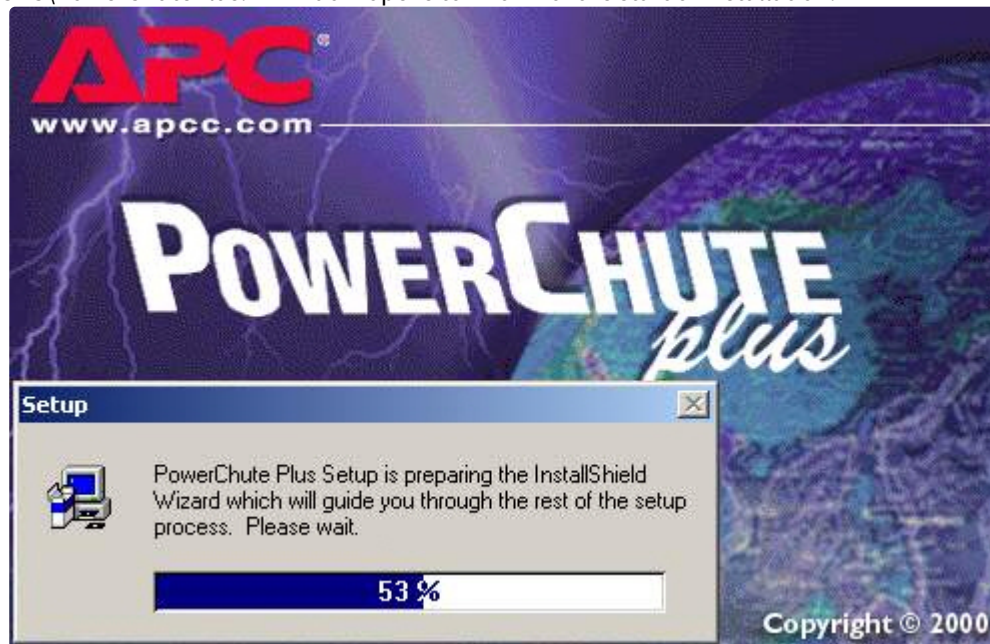 APC®
www.apcc.com
POWERCHUTE
plus
Setup
PowerChute Plus Setup is preparing the InstallShield
Wizard which will guide you through the rest of the setup
process. Please wait.
53 %
Copyright © 2000